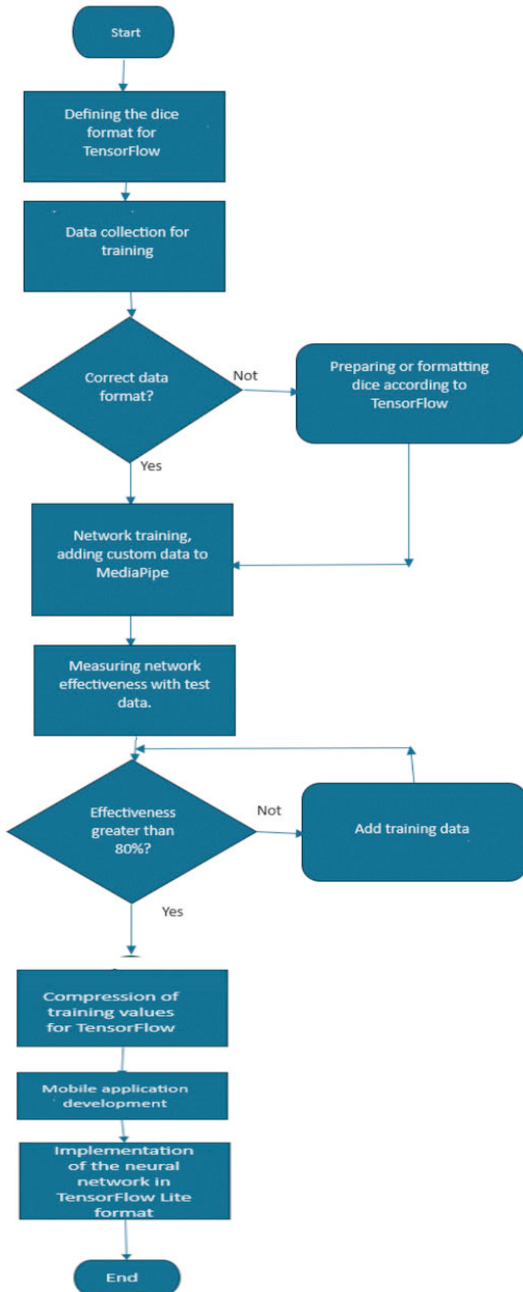 Start
Defining the dice
format for
TensorFlow
Data collection for
training
Correct data
format?
Not
Preparing or formatting
dice according to
TensorFlow
Yes
Network training,
adding custom data to
MediaPipe
Measuring network
effectiveness with test
data.
Effectiveness
greater than
80%?
Not
Add training data
Yes
Compression of
training values
for TensorFlow
Mobile application
development
Implementation
of the neural
network in
TensorFlow Lite
format
End